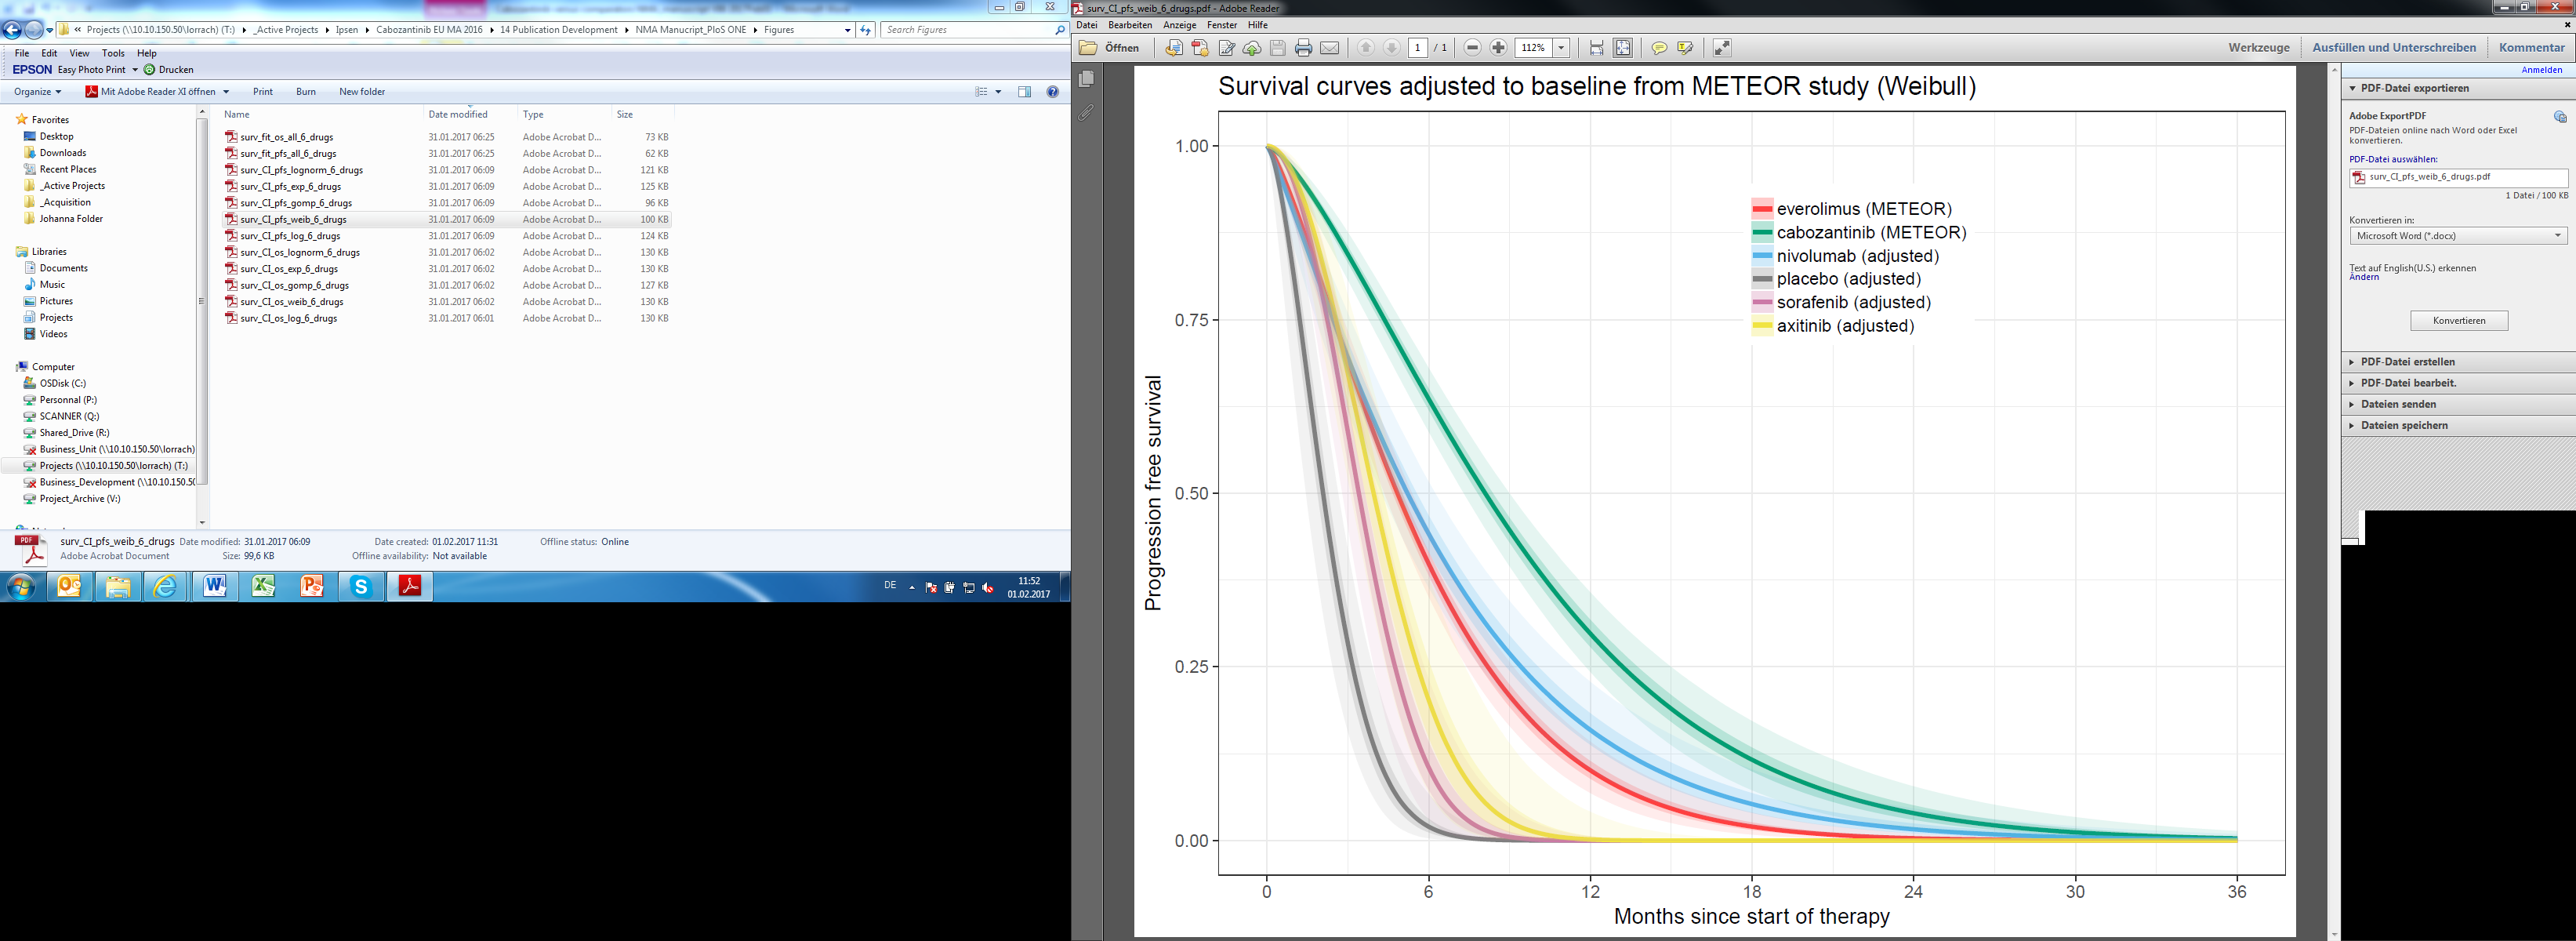 « Projects (\\10.10.150.50\lorrach) (T:) ▸ _Active Projects ▸ Ipsen ▸ Cabozantinib EU MA 2016 ▸ 14 Publication Development ▸ NMA Manucript_PloS ONE ▸ Figures
Search Figures
File Edit View Tools Help
EPSON Easy Photo Print Drucken
Organize Mit Adobe Reader XI öffnen Print Burn New folder
Favorites
Desktop
Downloads
Recent Places
_Active Projects
_Acquisition
Johanna Folder
Libraries
Documents
Music
Pictures
Projects
Videos
Computer
OSDisk (C:)
Personnal (P:)
SCANNER (Q:)
Shared_Drive (R:)
Business_Unit (\\10.10.150.50\lorrach)
Projects (\\10.10.150.50\lorrach) (T:)
Business_Development (\\10.10.150.50
Project_Archive (V:)
Name Date modified Type Size
surv_fit_os_all_6_drugs 31.01.2017 06:25 Adobe Acrobat D... 73 KB
surv_fit_pfs_all_6_drugs 31.01.2017 06:25 Adobe Acrobat D... 62 KB
surv_CI_pfs_lognorm_6_drugs 31.01.2017 06:09 Adobe Acrobat D... 121 KB
surv_CI_pfs_exp_6_drugs 31.01.2017 06:09 Adobe Acrobat D... 125 KB
surv_CI_pfs_gomp_6_drugs 31.01.2017 06:09 Adobe Acrobat D... 96 KB
surv_CI_pfs_weib_6_drugs 31.01.2017 06:09 Adobe Acrobat D... 100 KB
surv_CI_pfs_log_6_drugs 31.01.2017 06:09 Adobe Acrobat D... 124 KB
surv_CI_os_lognorm_6_drugs 31.01.2017 06:02 Adobe Acrobat D... 130 KB
surv_CI_os_exp_6_drugs 31.01.2017 06:02 Adobe Acrobat D... 130 KB
surv_CI_os_gomp_6_drugs 31.01.2017 06:02 Adobe Acrobat D... 127 KB
surv_CI_os_weib_6_drugs 31.01.2017 06:02 Adobe Acrobat D... 130 KB
surv_CI_os_log_6_drugs 31.01.2017 06:01 Adobe Acrobat D... 130 KB
PDF
surv_CI_pfs_weib_6_drugs Date modified: 31.01.2017 06:09 Date created: 01.02.2017 11:31 Offline status: Online
Adobe Acrobat Document Size: 99,6 KB Offline availability: Not available
DE
11:52
01.02.2017
surv_CI_pfs_weib_6_drugs.pdf - Adobe Reader
Datei Bearbeiten Anzeige Fenster Hilfe
Öffnen 1 / 1 112% Werkzeuge Ausfüllen und Unterschreiben Kommentar
Survival curves adjusted to baseline from METEOR study (Weibull)
Progression free survival
1.00
0.75
0.50
0.25
0.00
everolimus (METEOR)
cabozantinib (METEOR)
nivolumab (adjusted)
placebo (adjusted)
sorafenib (adjusted)
axitinib (adjusted)
0 6 12 18 24 30 36
Months since start of therapy
Anmelden
PDF-Datei exportieren
Adobe ExportPDF
PDF-Dateien online nach Word oder Excel
konvertieren.
PDF-Datei auswählen:
surv_CI_pfs_weib_6_drugs.pdf
1 Datei / 100 KB
Konvertieren in:
Microsoft Word (*.docx)
Text auf English(U.S.) erkennen
Ändern
Konvertieren
PDF-Datei erstellen
PDF-Datei bearbeit.
Dateien senden
Dateien speichern